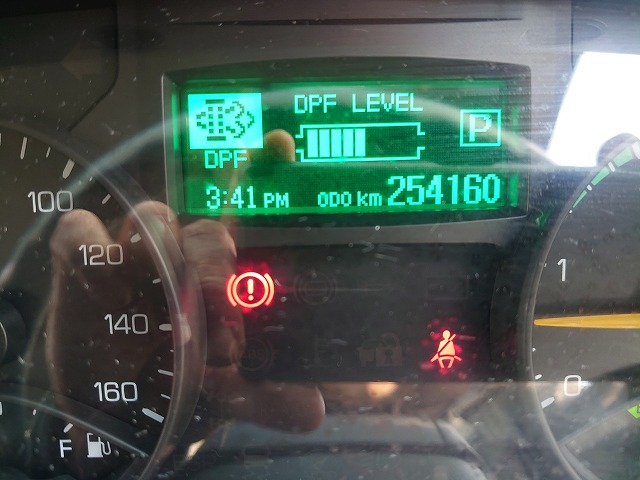 DPF LEVEL
DPF
P
3:41 PM ODO km 254160
100
120
140
160
F
1
0